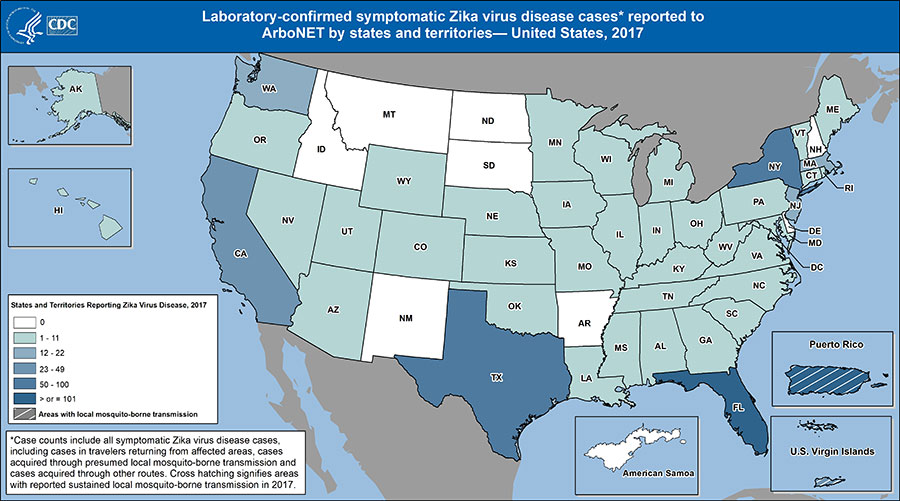 Laboratory-confirmed symptomatic Zika virus disease cases* reported to
ArboNET by states and territories— United States, 2017
CDC
AK
HI
WA
OR
CA
ID
NV
MT
WY
UT
AZ
CO
NM
ND
SD
NE
KS
OK
TX
MN
IA
MO
AR
LA
WI
IL
MI
IN
OH
KY
TN
MS
AL
GA
FL
SC
NC
VA
WV
PA
NY
VT
NH
ME
MA
CT
RI
NJ
DE
MD
DC
States and Territories Reporting Zika Virus Disease, 2017
0
1 - 11
12 - 22
23 - 49
50 - 100
> or = 101
Areas with local mosquito-borne transmission
*Case counts include all symptomatic Zika virus disease cases,
including cases in travelers returning from affected areas, cases
acquired through presumed local mosquito-borne transmission and
cases acquired through other routes. Cross hatching signifies areas
with reported sustained local mosquito-borne transmission in 2017.
American Samoa
Puerto Rico
U.S. Virgin Islands